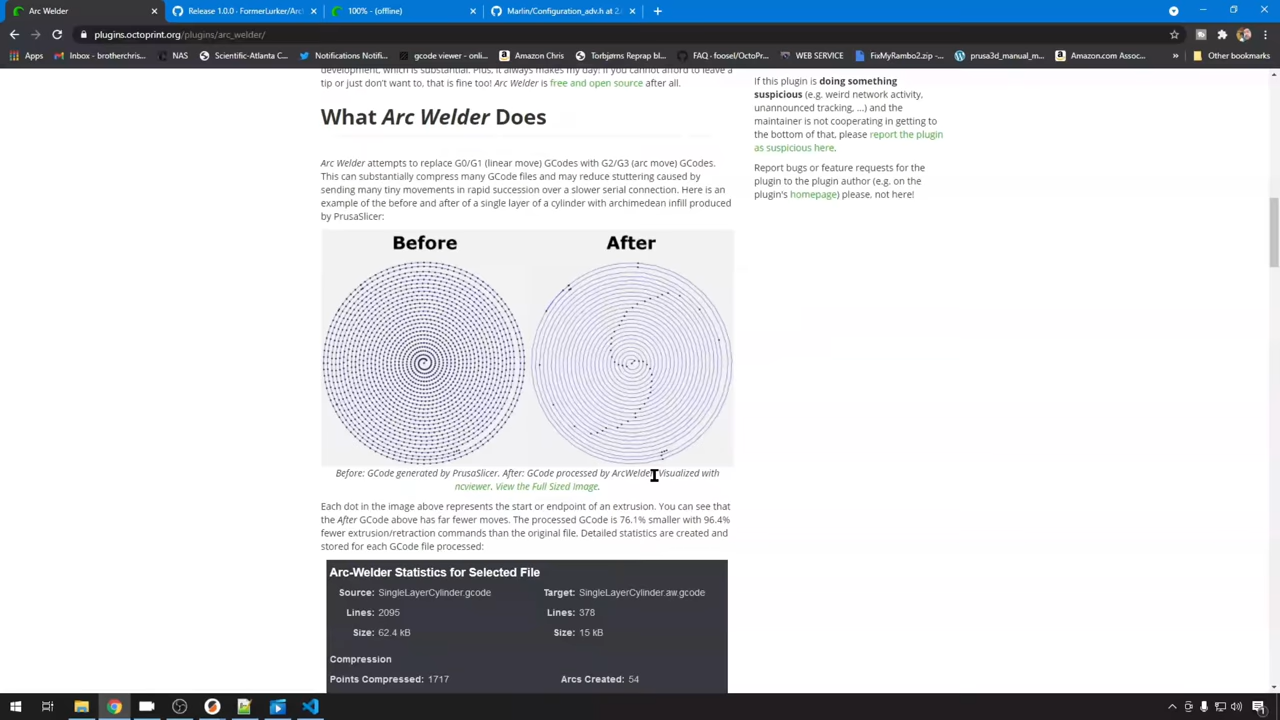 Arc Welder
Release 1.0.0 · FormerLurker/Arc
100% - (offline)
Marlin/Configuration_adv.h at 2.
plugins.octoprint.org/plugins/arc_welder/
Apps
Inbox - brotherchris...
NAS
Scientific-Atlanta C...
Notifications Notifi...
gcode viewer - onli...
Amazon Chris
Torbjørns Reprap bl...
FAQ · foosel/OctoPr...
WEB SERVICE
FixMyRambo2.zip -...
prusa3d_manual_m...
Amazon.com Assoc...
»
Other bookmarks
development, which is substantial. Plus, it always makes my day! If you cannot afford to leave a
tip or just don't want to, that is fine too! Arc Welder is free and open source after all.
What Arc Welder Does
Arc Welder attempts to replace G0/G1 (linear move) GCodes with G2/G3 (arc move) GCodes.
This can substantially compress many GCode files and may reduce stuttering caused by
sending many tiny movements in rapid succession over a slower serial connection. Here is an
example of the before and after of a single layer of a cylinder with archimedean infill produced
by PrusaSlicer:
Before
After
Before: GCode generated by PrusaSlicer. After: GCode processed by ArcWelder. Visualized with
ncviewer. View the Full Sized Image.
Each dot in the image above represents the start or endpoint of an extrusion. You can see that
the After GCode above has far fewer moves. The processed GCode is 76.1% smaller with 96.4%
fewer extrusion/retraction commands than the original file. Detailed statistics are created and
stored for each GCode file processed:
Arc-Welder Statistics for Selected File
Source: SingleLayerCylinder.gcode
Target: SingleLayerCylinder.aw.gcode
Lines: 2095
Lines: 378
Size: 62.4 kB
Size: 15 kB
Compression
Points Compressed: 1717
Arcs Created: 54
If this plugin is doing something
suspicious (e.g. weird network activity,
unannounced tracking, ...) and the
maintainer is not cooperating in getting to
the bottom of that, please report the plugin
as suspicious here.
Report bugs or feature requests for the
plugin to the plugin author (e.g. on the
plugin's homepage) please, not here!